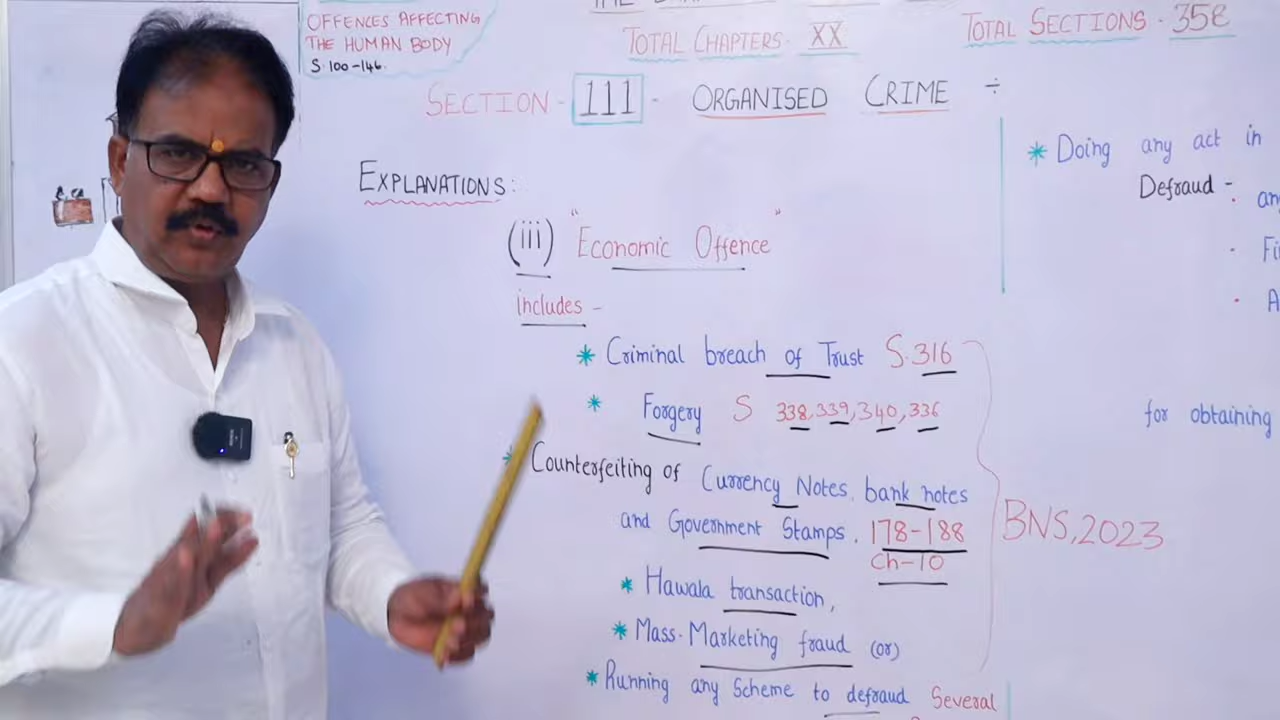 OFFENCES AFFECTING
THE HUMAN BODY
S. 100-146.
TOTAL CHAPTERS - XX
TOTAL SECTIONS - 358
SECTION - 111 - ORGANISED CRIME ÷
EXPLANATIONS:
(iii) "Economic Offence"
includes -
* Criminal breach of Trust S. 316
* Forgery S 338, 339, 340, 336
* Counterfeiting of Currency Notes, bank notes
and Government Stamps. 178-188
Ch-10
* Hawala transaction,
* Mass-Marketing fraud (or)
* Running any Scheme to defraud Several
BNS, 2023
* Doing any act in
Defraud -
for obtaining